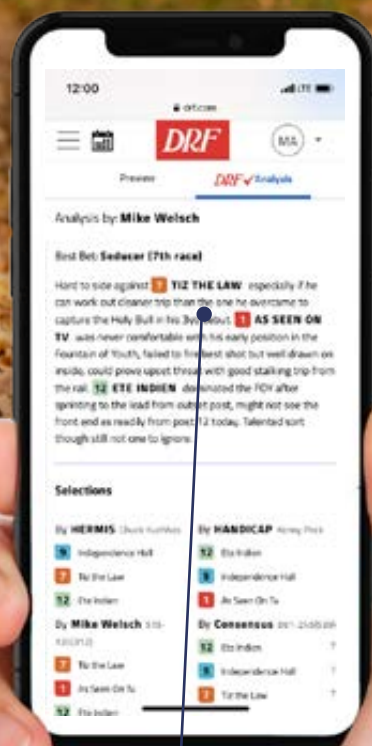 12:00
LTE
drf.com
DRF
MA
Preview
DRF Analysis
Analysis by: Mike Welsch
Best Bet: Seducer (7th race)
Hard to side against 7 TIZ THE LAW especially if he
can work out cleaner trip than the one he overcame to
capture the Holy Bull in his debut. 1 AS SEEN ON
TV was never comfortable with his early position in the
Fountain of Youth, failed to fire best shot but well drawn on
inside, could prove upset threat with good stalking trip from
the rail. 12 ETE INDIEN dominated the FOY after
sprinting to the lead from outset post, might not see the
front end as readily from post 12 today. Talented sort
though still not one to ignore.
Selections
By HERMIS
9 Independence Hall
7 Tiz the Law
12 Ete Indien
By HANDICAP
12 Ete Indien
9 Independence Hall
1 As Seen On Tv
By Mike Welsch
7 Tiz the Law
1 As Seen On Tv
12 Ete Indien
By Consensus
12 Ete Indien 7
9 Independence Hall 7
7 Tiz the Law 7